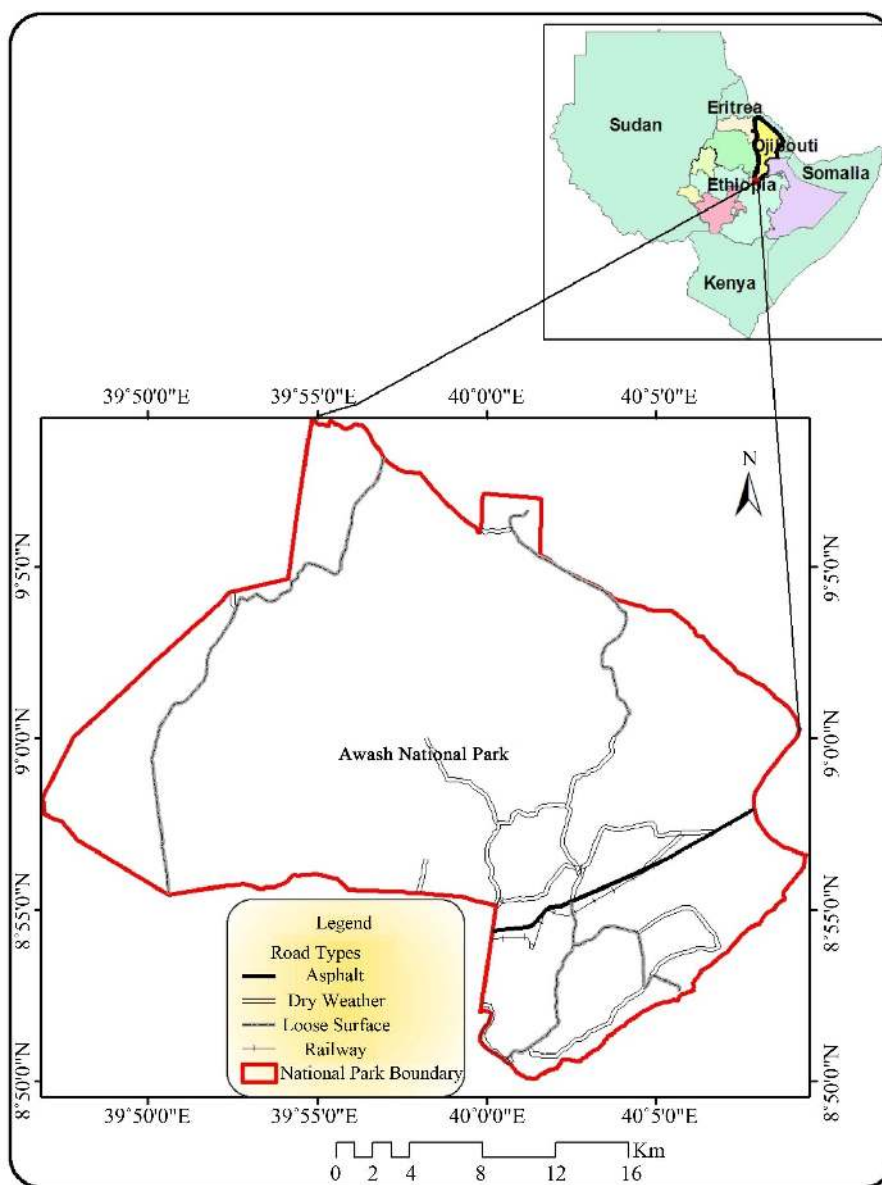 Eritrea
Sudan
Djibouti
Somalia
Ethiopia
Kenya
39°50'0"E 39°55'0"E 40°0'0"E 40°5'0"E
N
9°5'0"N 9°5'0"N
9°0'0"N 9°0'0"N
Awash National Park
8°55'0"N 8°55'0"N
Legend
Road Types
Asphalt
Dry Weather
Loose Surface
Railway
National Park Boundary
8°50'0"N 8°50'0"N
39°50'0"E 39°55'0"E 40°0'0"E 40°5'0"E
Km
0 2 4 8 12 16